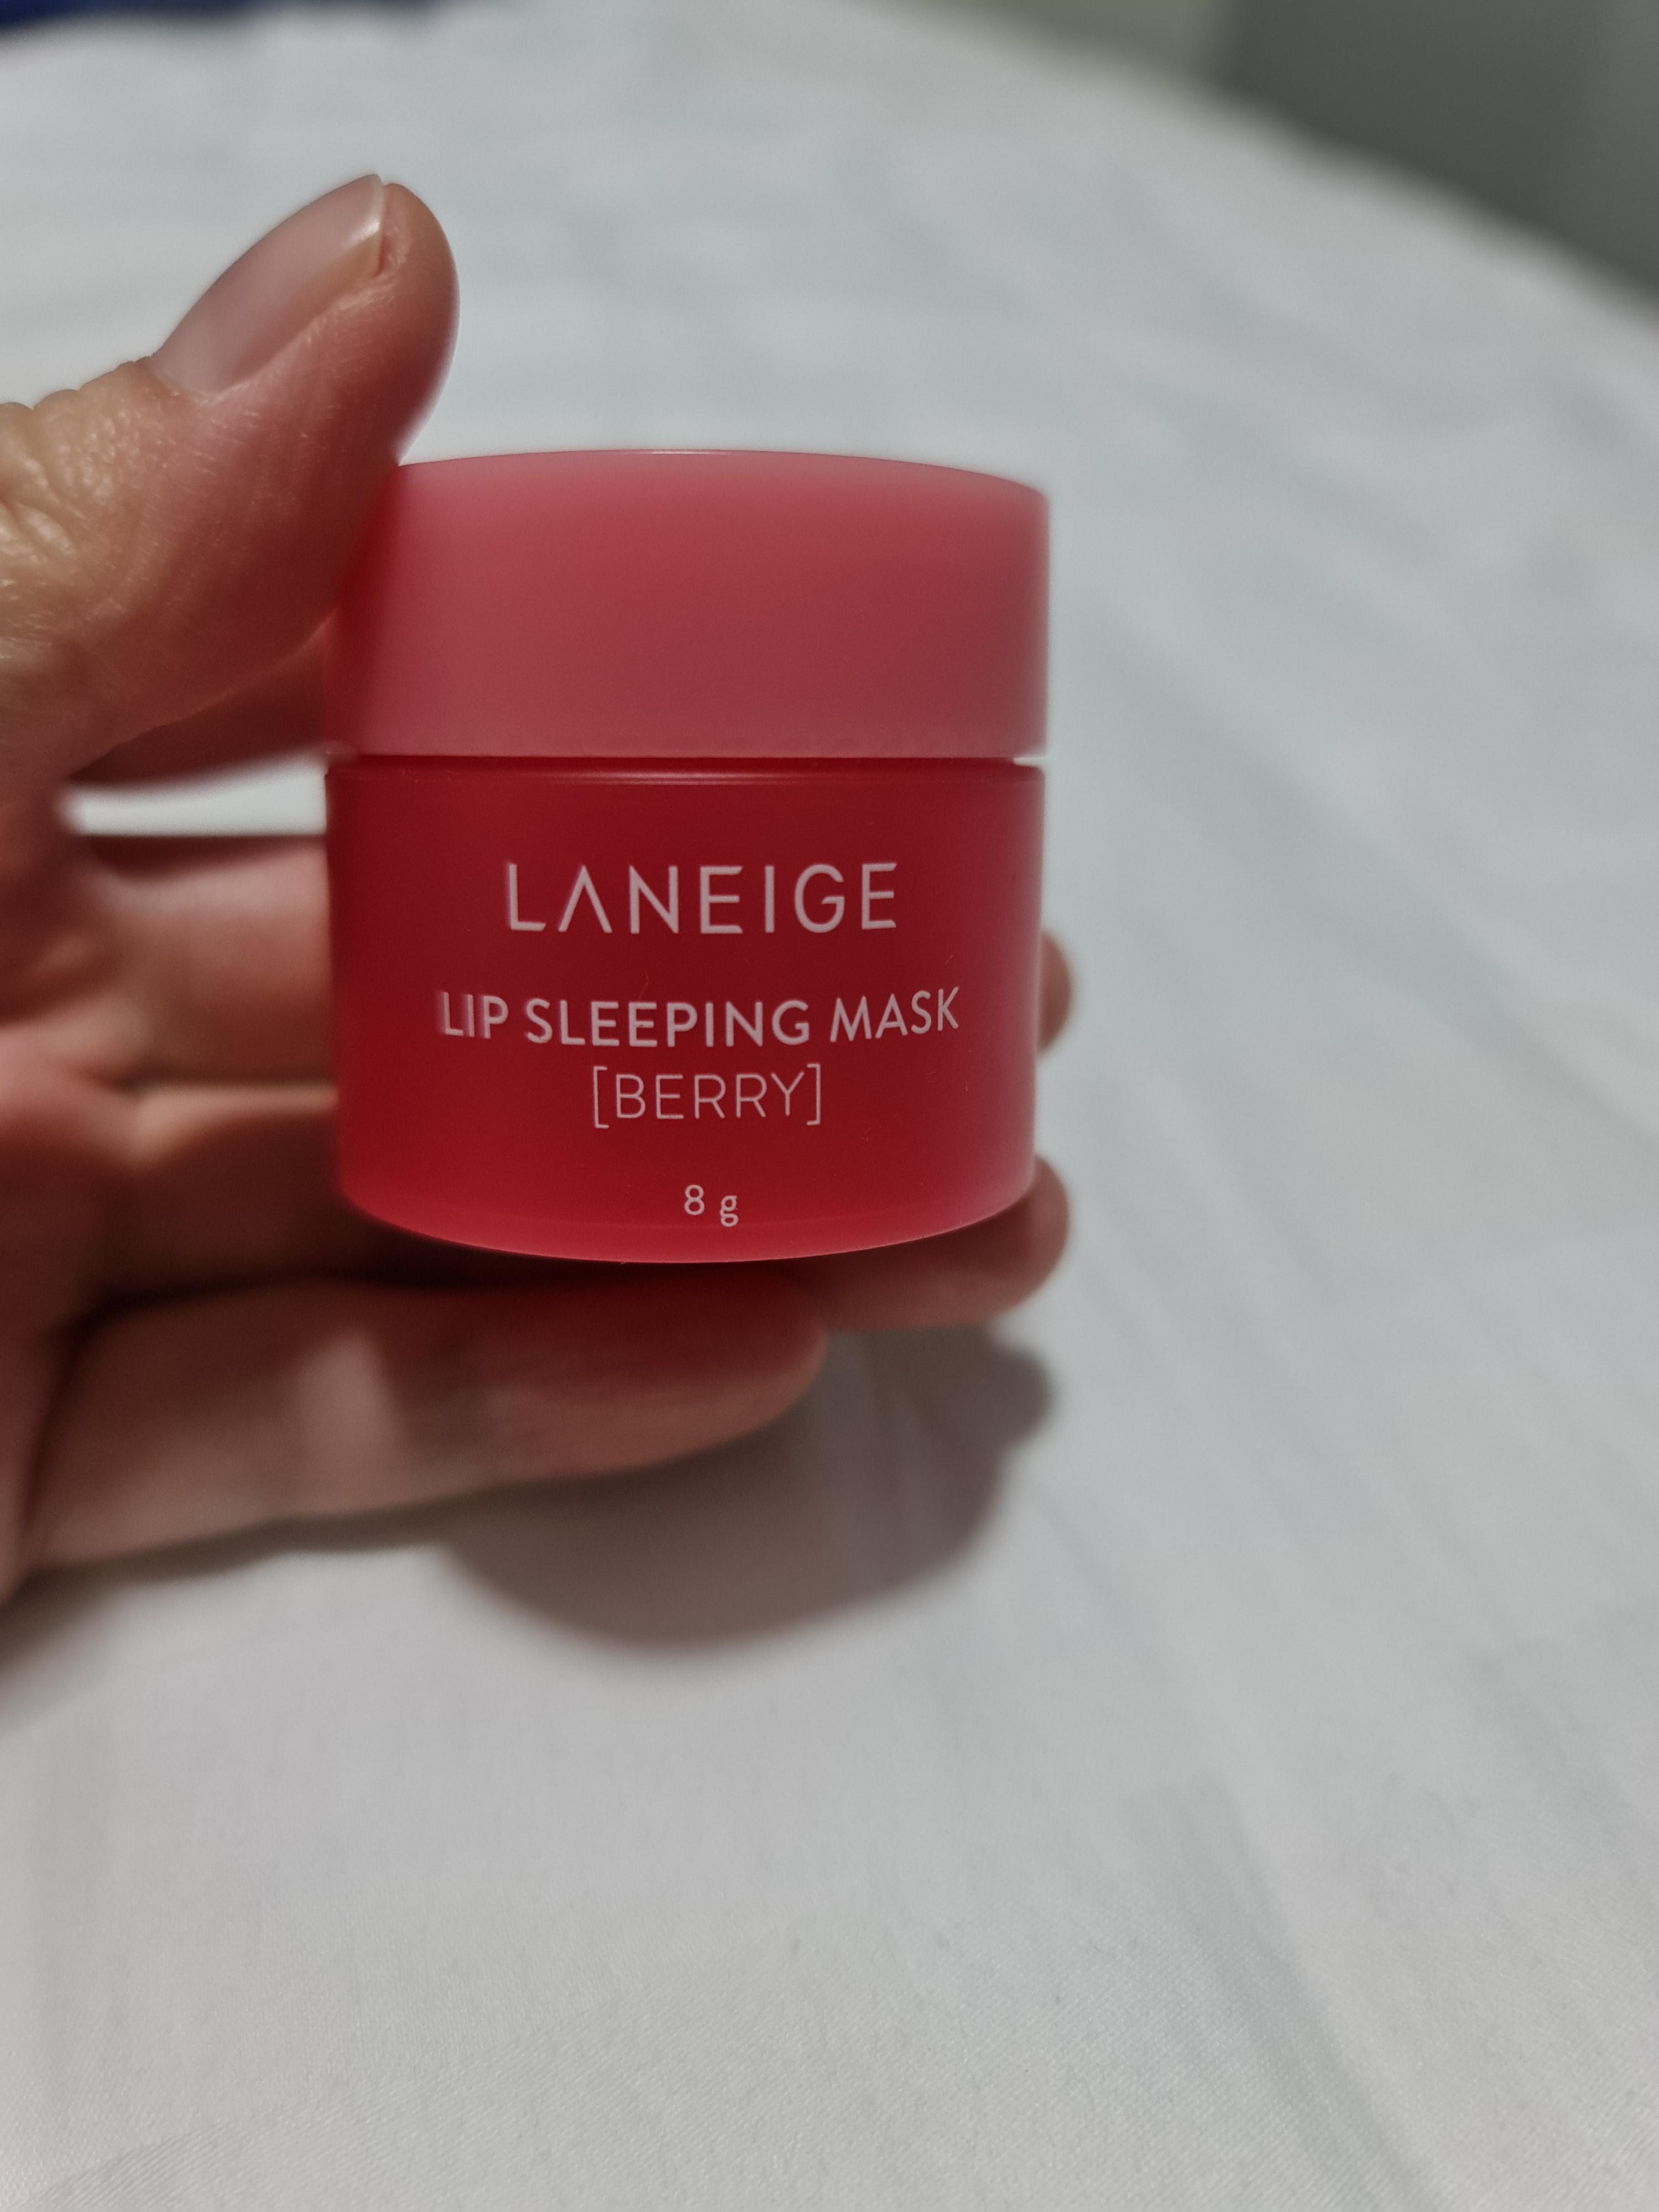 LANEIGE
LIP SLEEPING MASK
[BERRY]
8 g